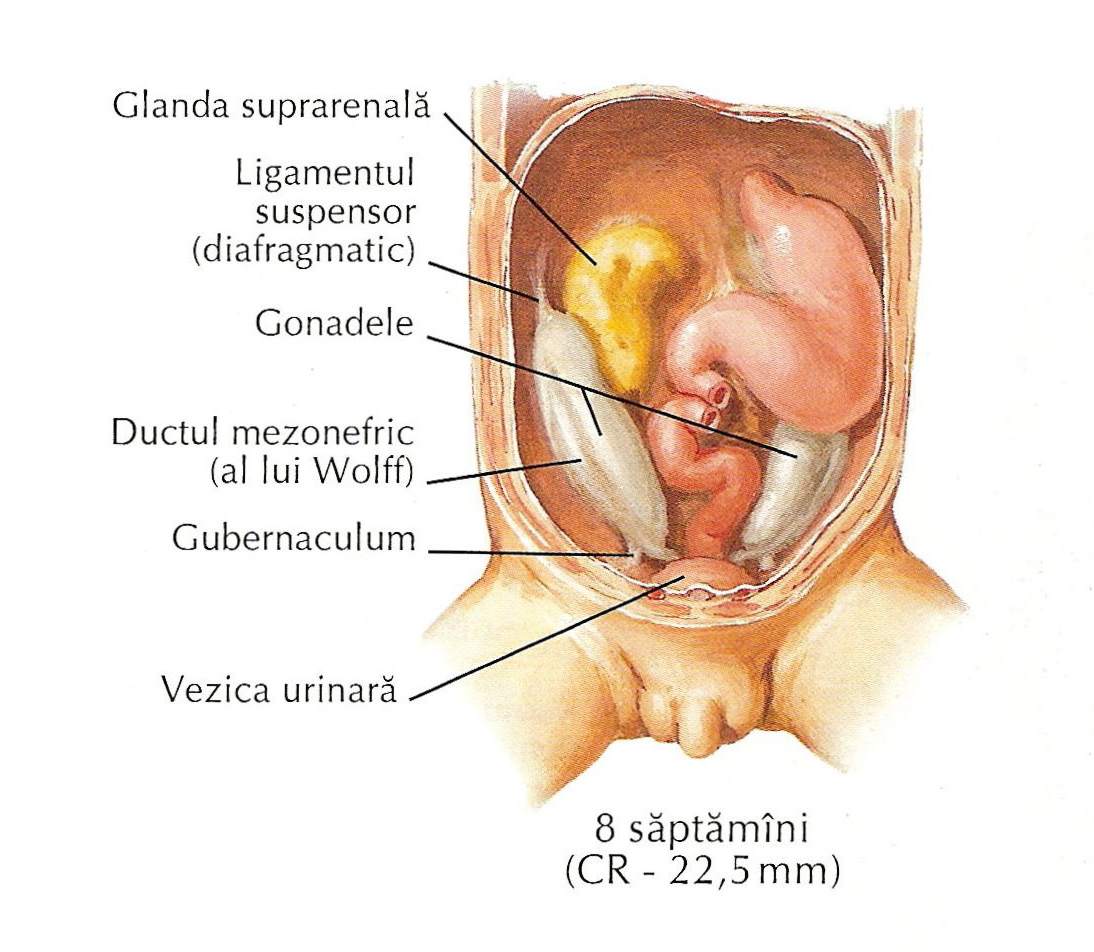 Glanda suprarenală
Ligamentul
suspensor
(diafragmatic)
Gonadele
Ductul mezonefric
(al lui Wolff)
Gubernaculum
Vezica urinară
8 săptămîni
(CR - 22,5 mm)